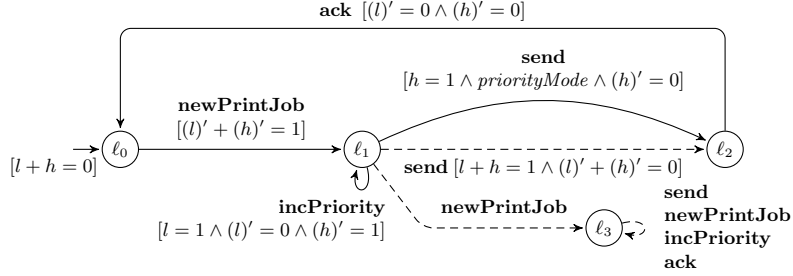 ack [(l)′ = 0 ∧ (h)′ = 0]
send
[h = 1 ∧ priorityMode ∧ (h)′ = 0]
newPrintJob
[(l)′ + (h)′ = 1]
ℓ0
ℓ1
ℓ2
[l + h = 0]
send [l + h = 1 ∧ (l)′ + (h)′ = 0]
incPriority
[l = 1 ∧ (l)′ = 0 ∧ (h)′ = 1]
newPrintJob
ℓ3
send
newPrintJob
incPriority
ack